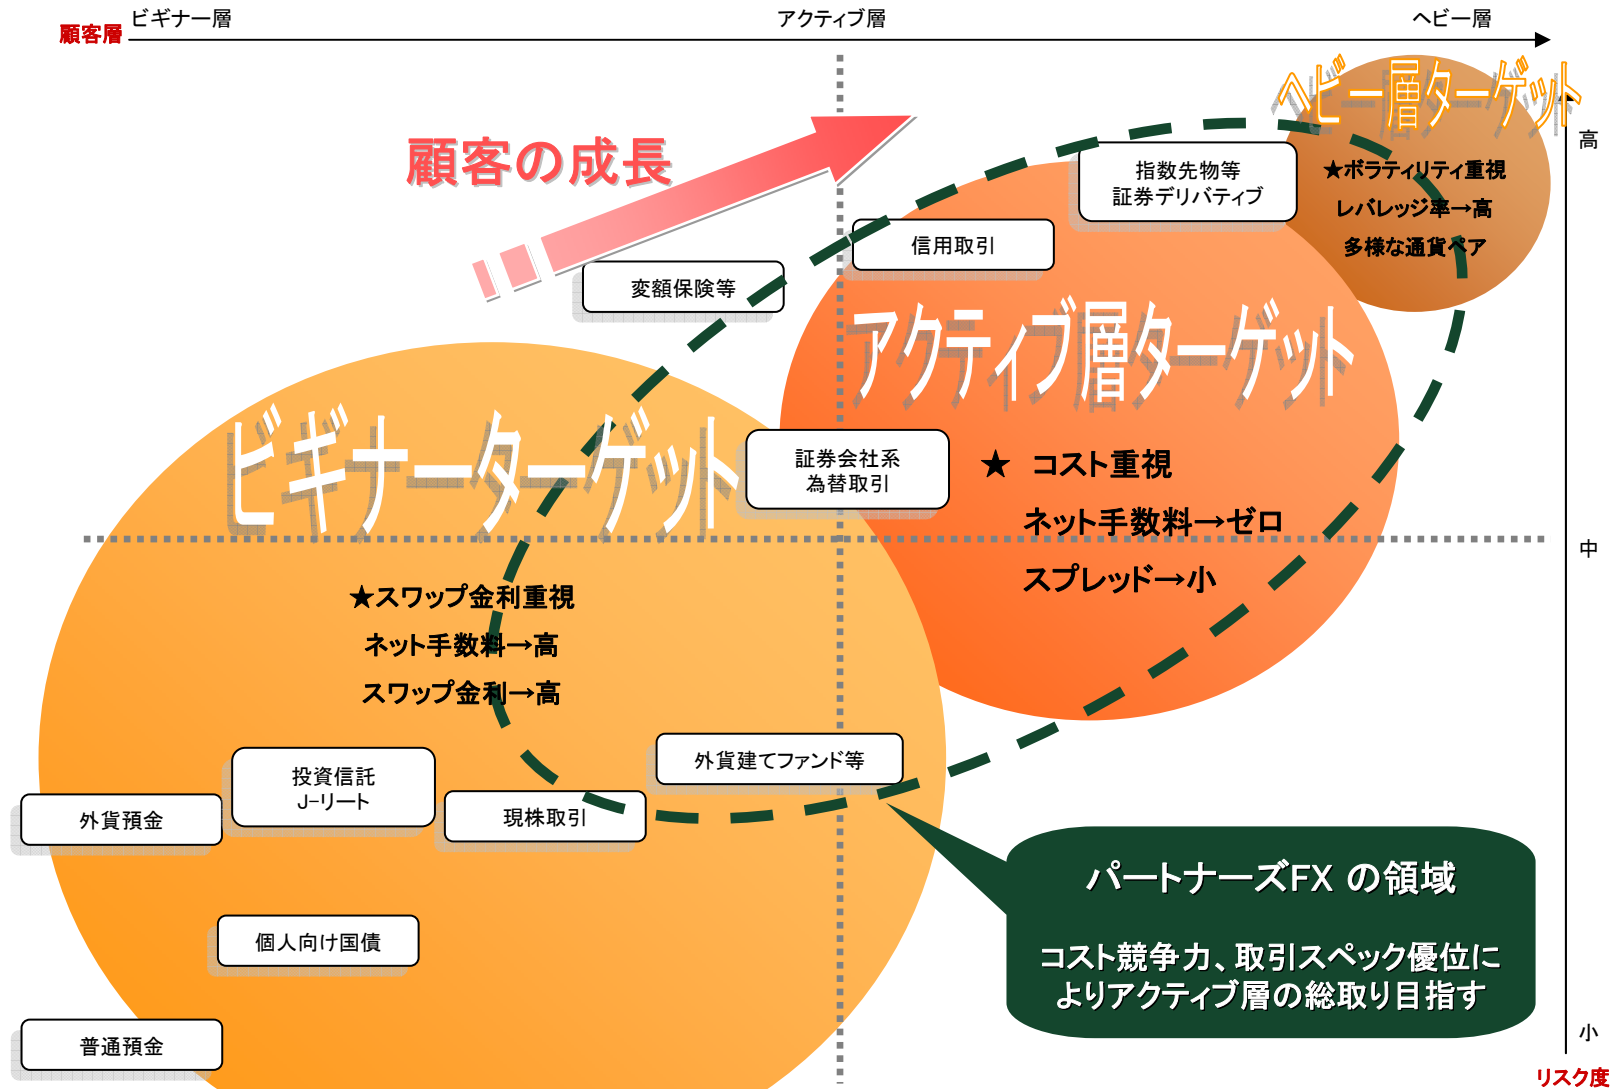 ビギナー層
アクティブ層
ヘビー層
顧客層
ヘビー層ターゲット
高
顧客の成長
指数先物等
証券デリバティブ
★ボラティリティ重視
レバレッジ率→高
多様な通貨ペア
信用取引
変額保険等
アクティブ層ターゲット
ビギナーターゲット
証券会社系
為替取引
★ コスト重視
ネット手数料→ゼロ
スプレッド→小
中
★スワップ金利重視
ネット手数料→高
スワップ金利→高
外貨建てファンド等
投資信託
J-リート
外貨預金
現株取引
パートナーズFX の領域
コスト競争力、取引スペック優位に
よりアクティブ層の総取り目指す
個人向け国債
普通預金
小
リスク度